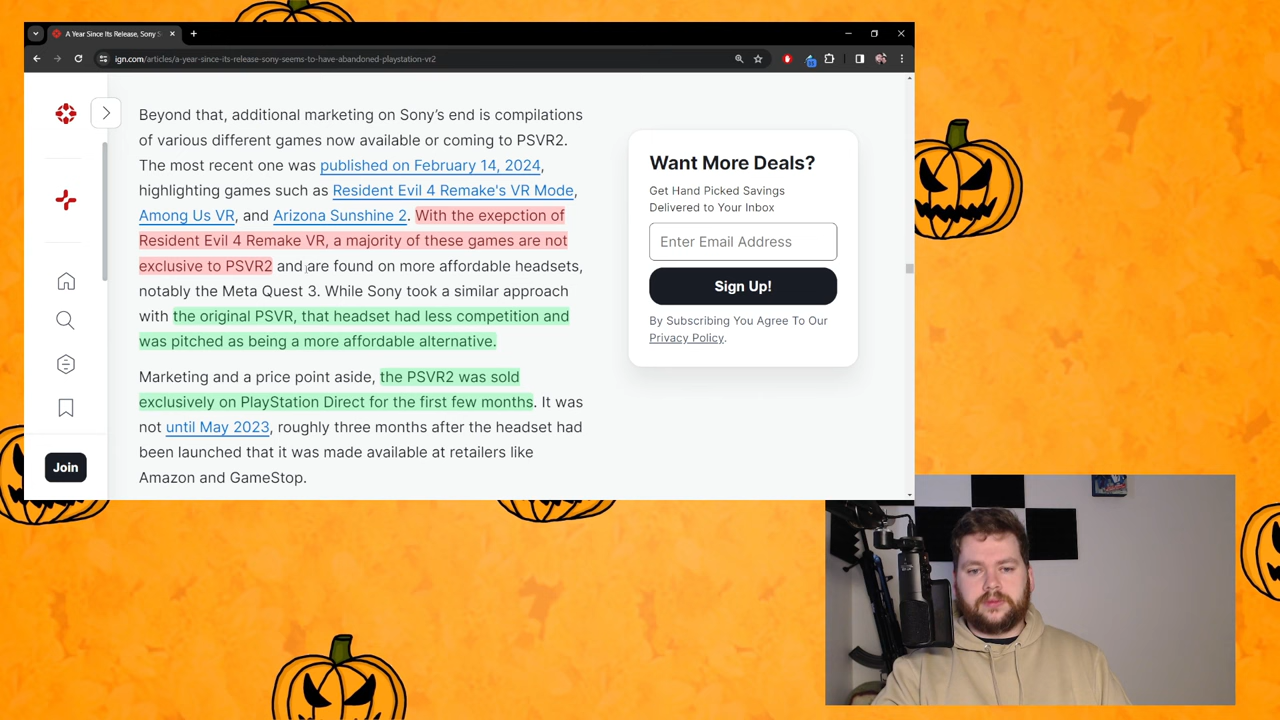 A Year Since Its Release, Sony S
ign.com/articles/a-year-since-its-release-sony-seems-to-have-abandoned-playstation-vr2
Beyond that, additional marketing on Sony's end is compilations
of various different games now available or coming to PSVR2.
The most recent one was published on February 14, 2024,
highlighting games such as Resident Evil 4 Remake's VR Mode,
Among Us VR, and Arizona Sunshine 2. With the exepction of
Resident Evil 4 Remake VR, a majority of these games are not
exclusive to PSVR2 and are found on more affordable headsets,
notably the Meta Quest 3. While Sony took a similar approach
with the original PSVR, that headset had less competition and
was pitched as being a more affordable alternative.
Marketing and a price point aside, the PSVR2 was sold
exclusively on PlayStation Direct for the first few months. It was
not until May 2023, roughly three months after the headset had
been launched that it was made available at retailers like
Amazon and GameStop.
Want More Deals?
Get Hand Picked Savings
Delivered to Your Inbox
Enter Email Address
Sign Up!
By Subscribing You Agree To Our
Privacy Policy.
Join